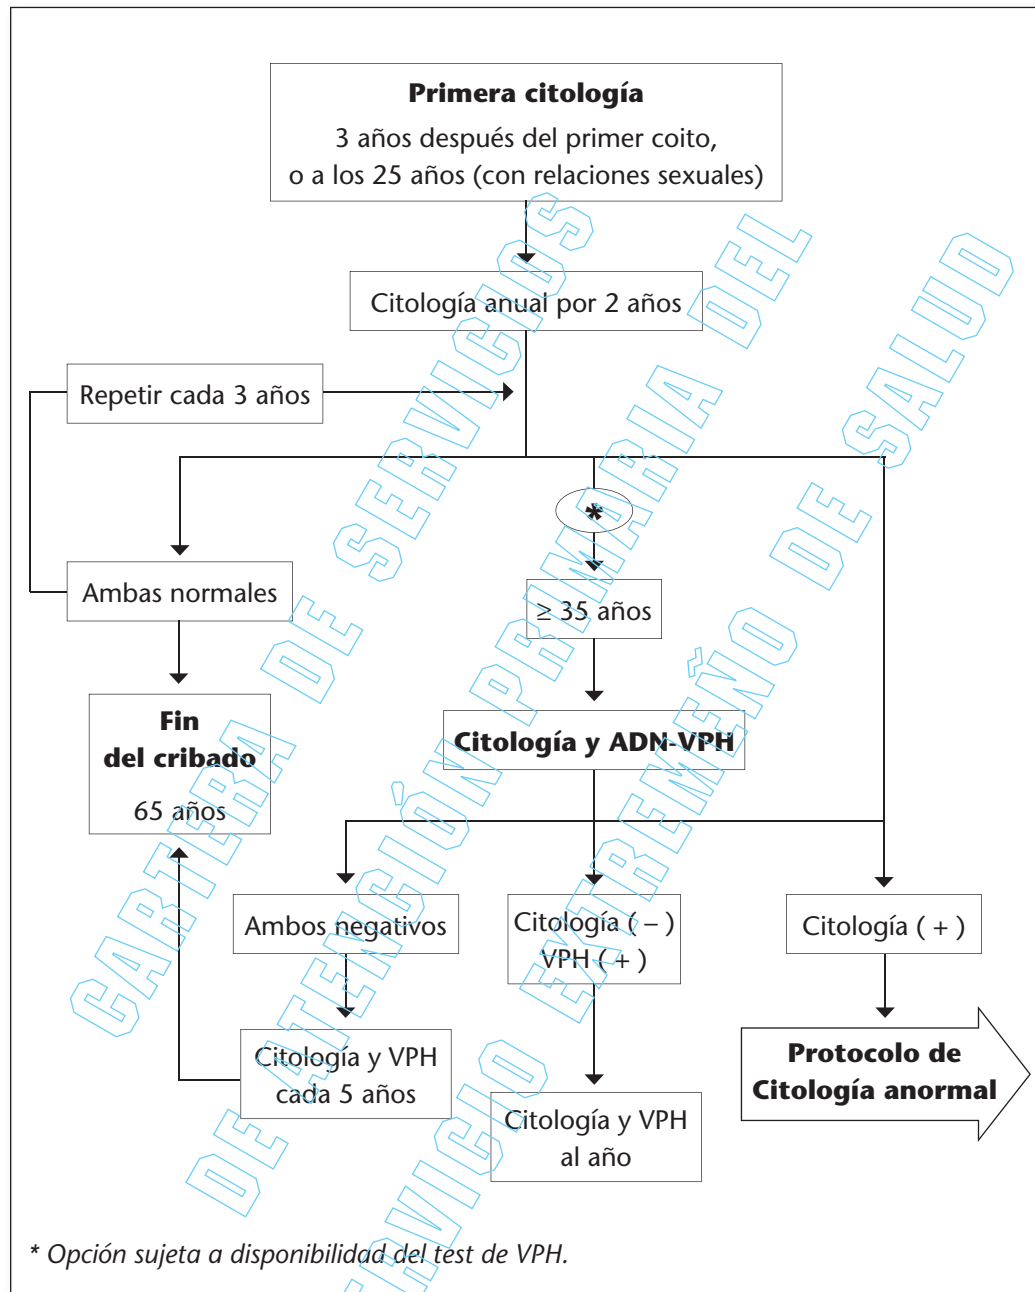 Primera citología
3 años después del primer coito,
o a los 25 años (con relaciones sexuales)
Citología anual por 2 años
Repetir cada 3 años
*
Ambas normales
≥ 35 años
Fin
del cribado
65 años
Citología y ADN-VPH
Ambos negativos
Citología ( – )
VPH ( + )
Citología ( + )
Citología y VPH
cada 5 años
Citología y VPH
al año
Protocolo de
Citología anormal
* Opción sujeta a disponibilidad del test de VPH.
CARTERA DE SERVICIOS
DE ATENCIÓN PRIMARIA DEL
SERVICIO EXTREMEÑO DE SALUD